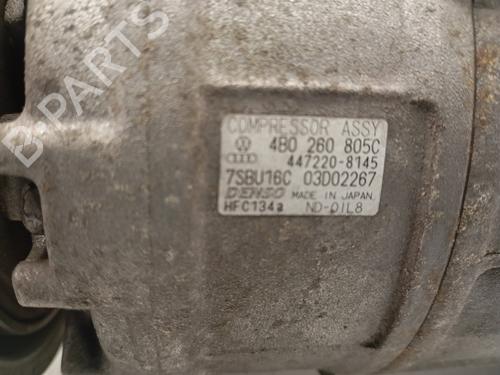 B-PARTS
COMPRESSOR ASSY
4B0 260 805C
447220-8145
7SBU16C 03D02267
DENSO MADE IN JAPAN
HFC134a ND-OIL8